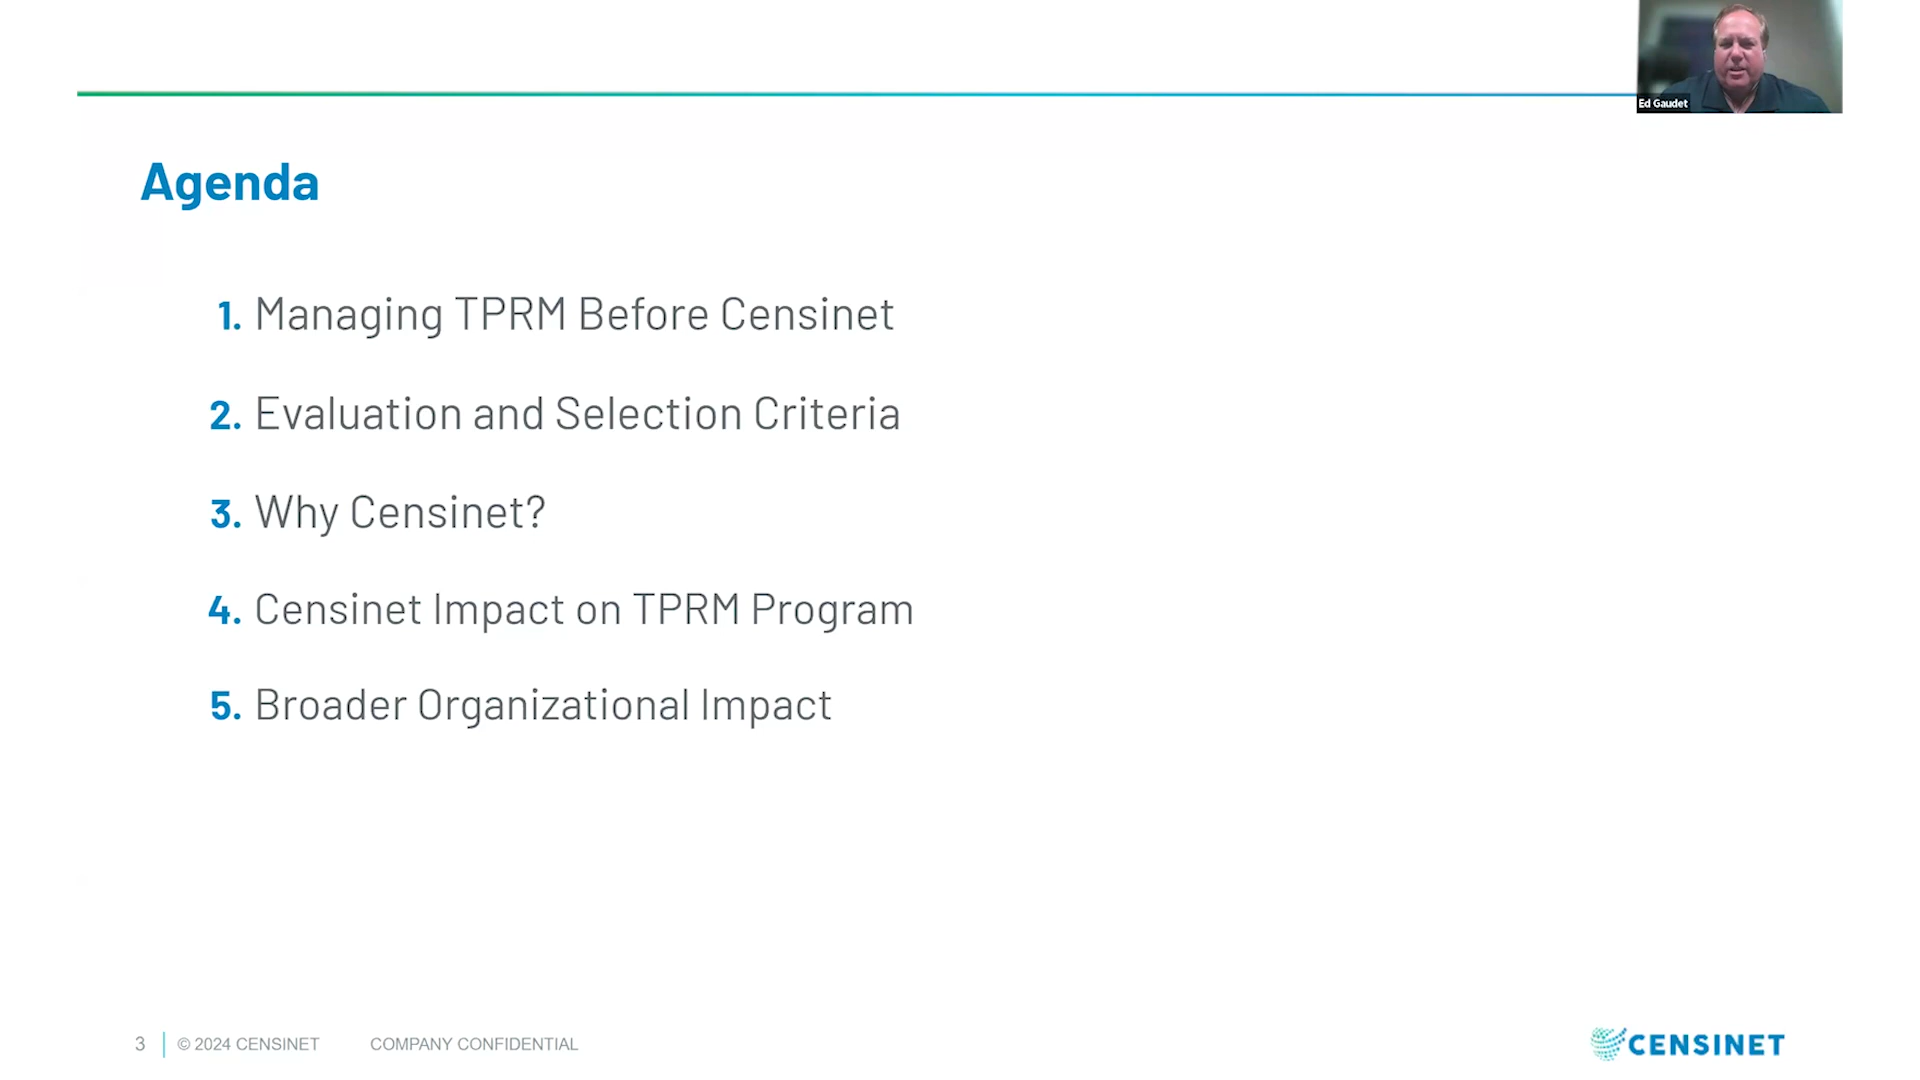 Ed Gaudet
Agenda
1. Managing TPRM Before Censinet
2. Evaluation and Selection Criteria
3. Why Censinet?
4. Censinet Impact on TPRM Program
5. Broader Organizational Impact
3 © 2024 CENSINET COMPANY CONFIDENTIAL
CENSINET